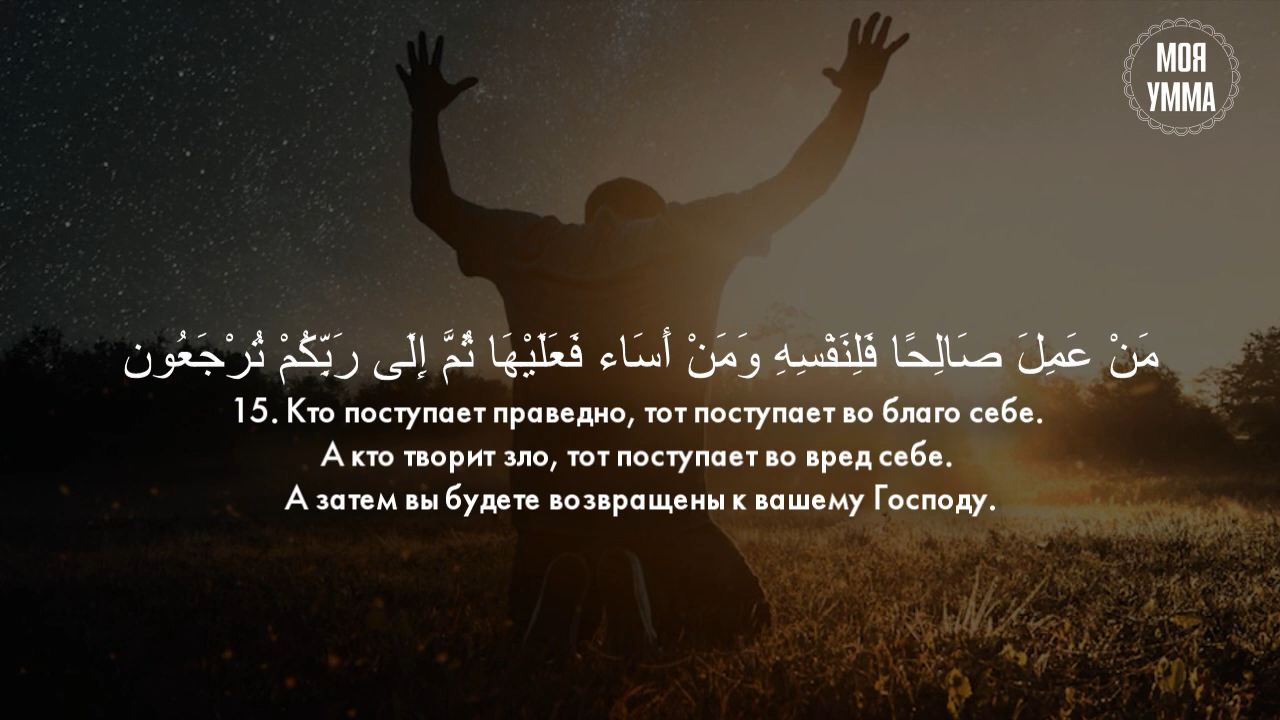 МОЯ
УММА
مَنْ عَمِلَ صَالِحًا فَلِنَفْسِهِ وَمَنْ أَسَاء فَعَلَيْهَا ثُمَّ إِلَى رَبِّكُمْ تُرْجَعُون
15. Кто поступает праведно, тот поступает во благо себе.
А кто творит зло, тот поступает во вред себе.
А затем вы будете возвращены к вашему Господу.